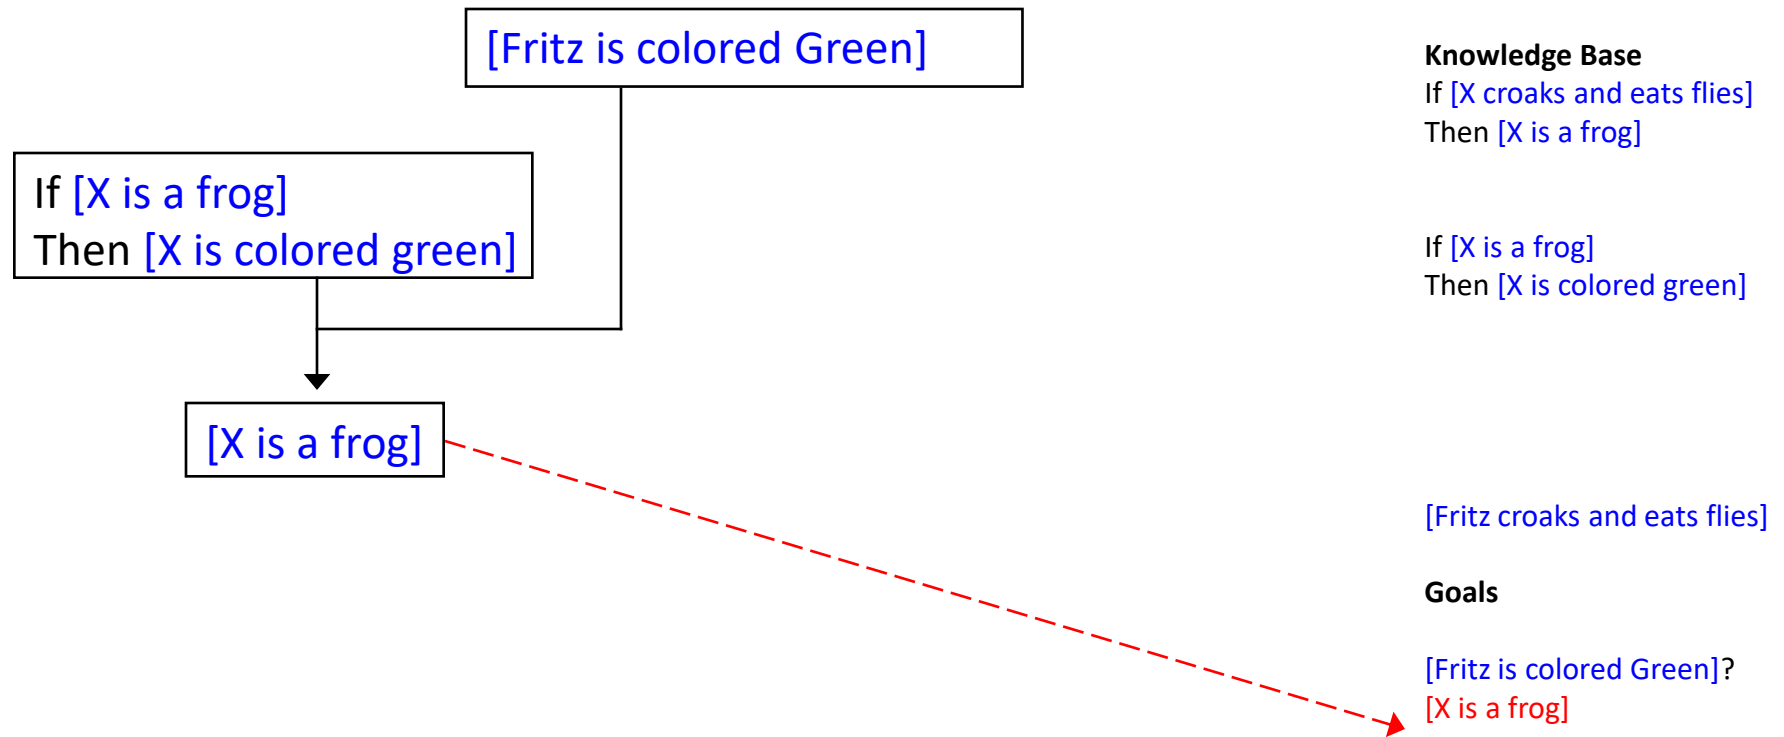 [Fritz is colored Green]
If [X is a frog]
Then [X is colored green]
[X is a frog]
Knowledge Base
If [X croaks and eats flies]
Then [X is a frog]
If [X is a frog]
Then [X is colored green]
[Fritz croaks and eats flies]
Goals
[Fritz is colored Green]?
[X is a frog]